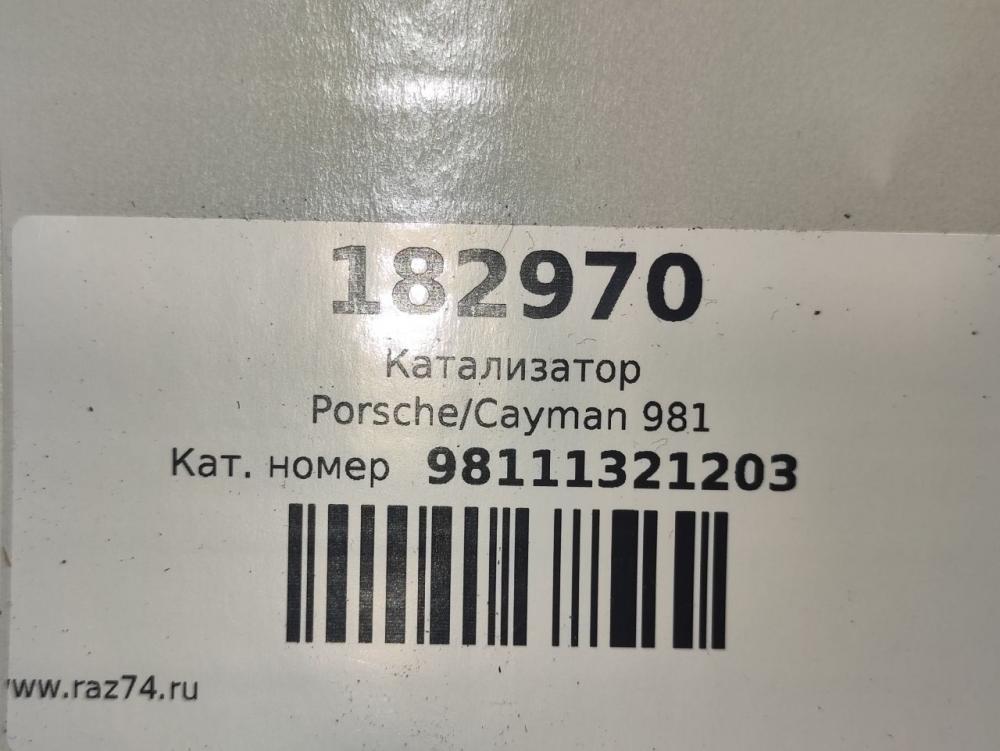 182970
Катализатор
Porsche/Cayman 981
Кат. номер 98111321203
www.raz74.ru